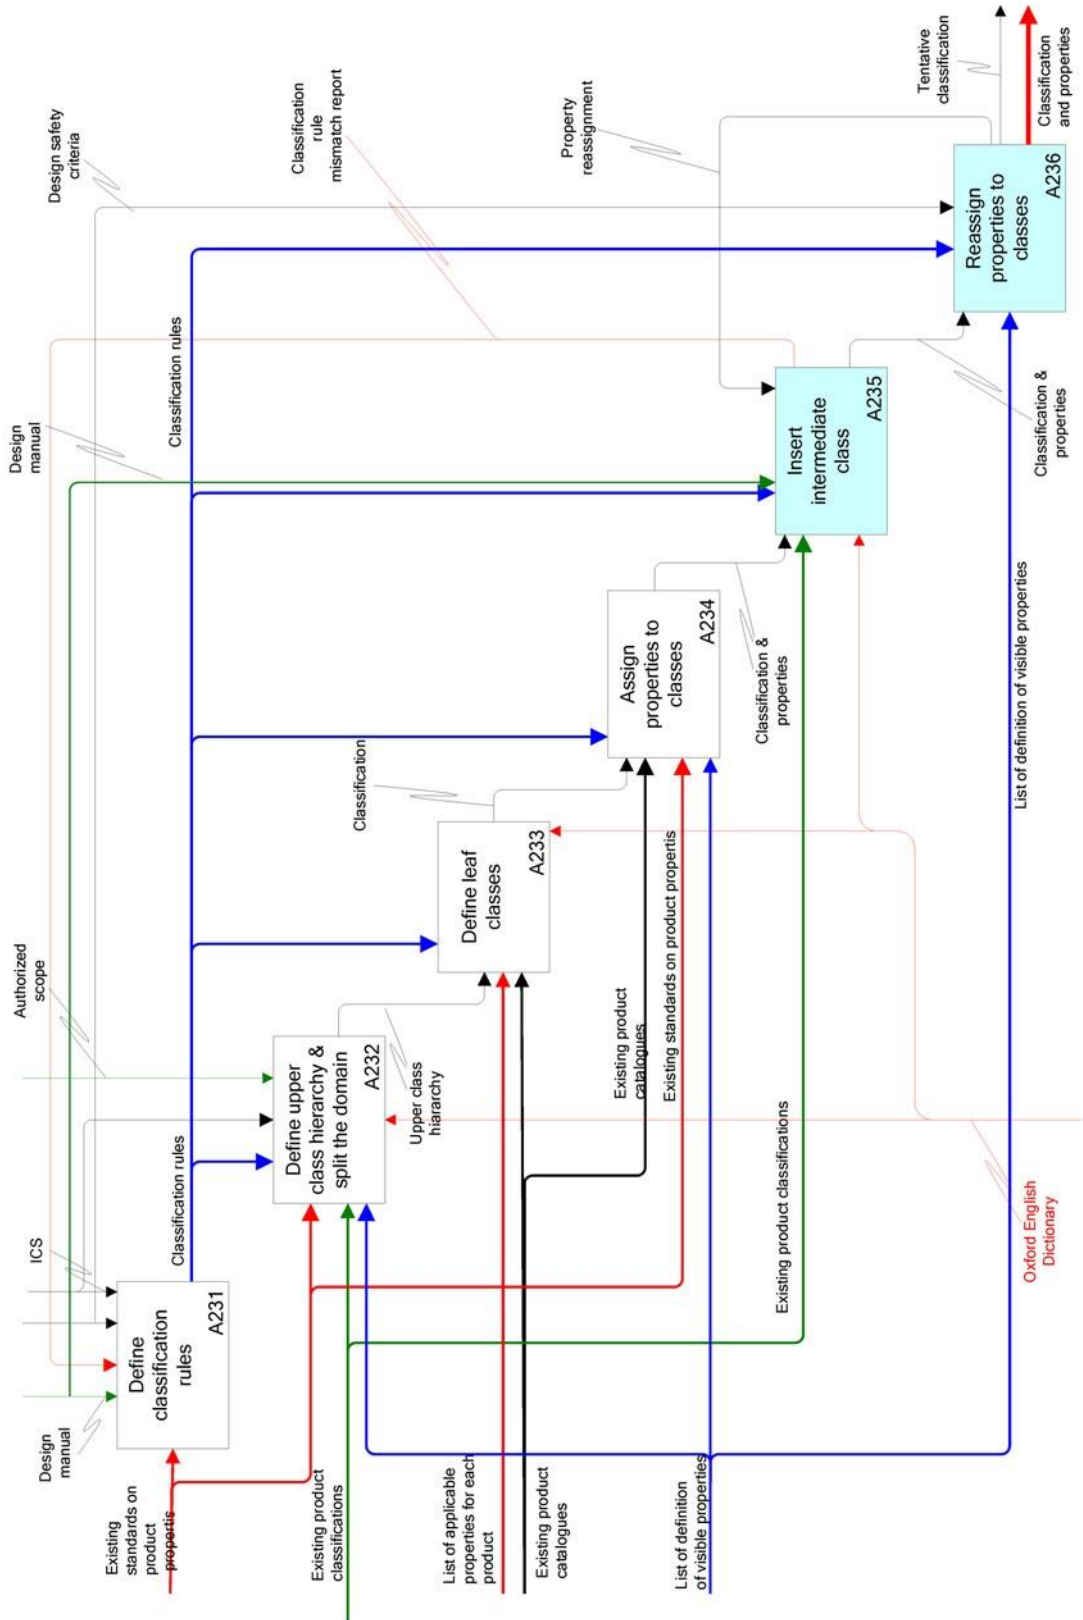 Design safety
criteria
Classification
rule
mismatch report
Property
reassignment
Tentative
classification
Classification
and properties
Design
manual
Authorized
scope
ICS
Design
manual
Classification rules
Classification rules
Define
classification
rules
A231
Define upper
class hierarchy &
split the domain
A232
Upper class
hiararchy
Define leaf
classes
A233
Classification
Assign
properties to
classes
A234
Classification &
properties
Insert
intermediate
class
A235
Classification &
properties
Reassign
properties to
classes
A236
Existing
standards on
product
propertis
Existing product
classifications
List of applicable
properties for each
product
Existing product
catalogues
List of definition
of visible properties
Existing product
catalogues
Existing standards on product propertis
Existing product classifications
List of definition of visible properties
Oxford English
Dictionary